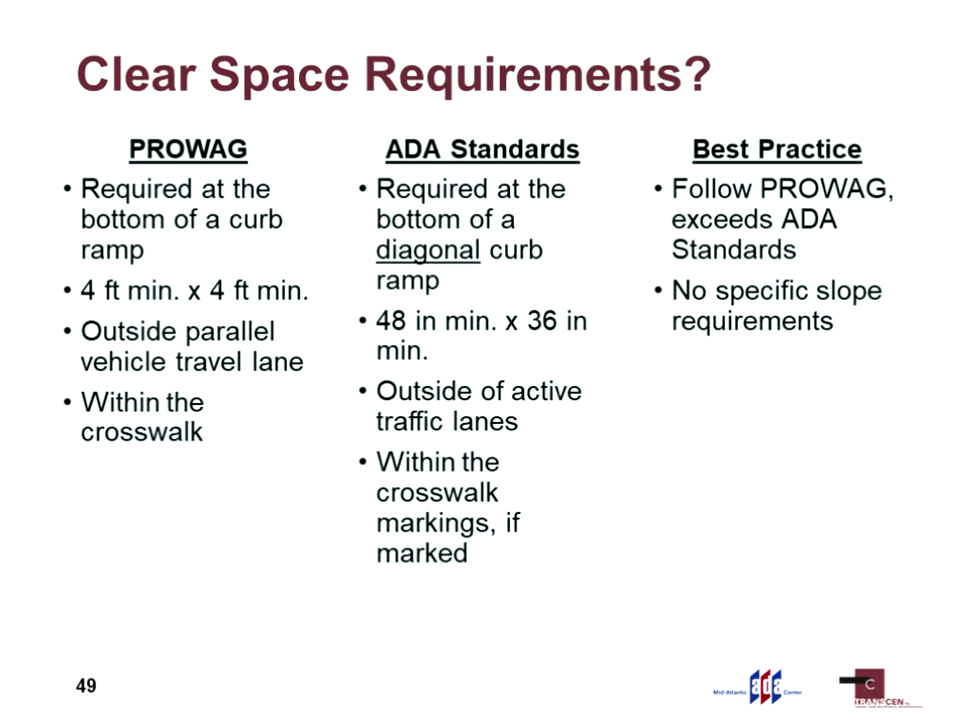 Clear Space Requirements?
PROWAG
• Required at the
bottom of a curb
ramp
• 4 ft min. x 4 ft min.
• Outside parallel
vehicle travel lane
• Within the
crosswalk
ADA Standards
• Required at the
bottom of a
diagonal curb
ramp
• 48 in min. x 36 in
min.
• Outside of active
traffic lanes
• Within the
crosswalk
markings, if
marked
Best Practice
• Follow PROWAG,
exceeds ADA
Standards
• No specific slope
requirements
49
Mid-Atlantic ada Center
C
TRANSCEN